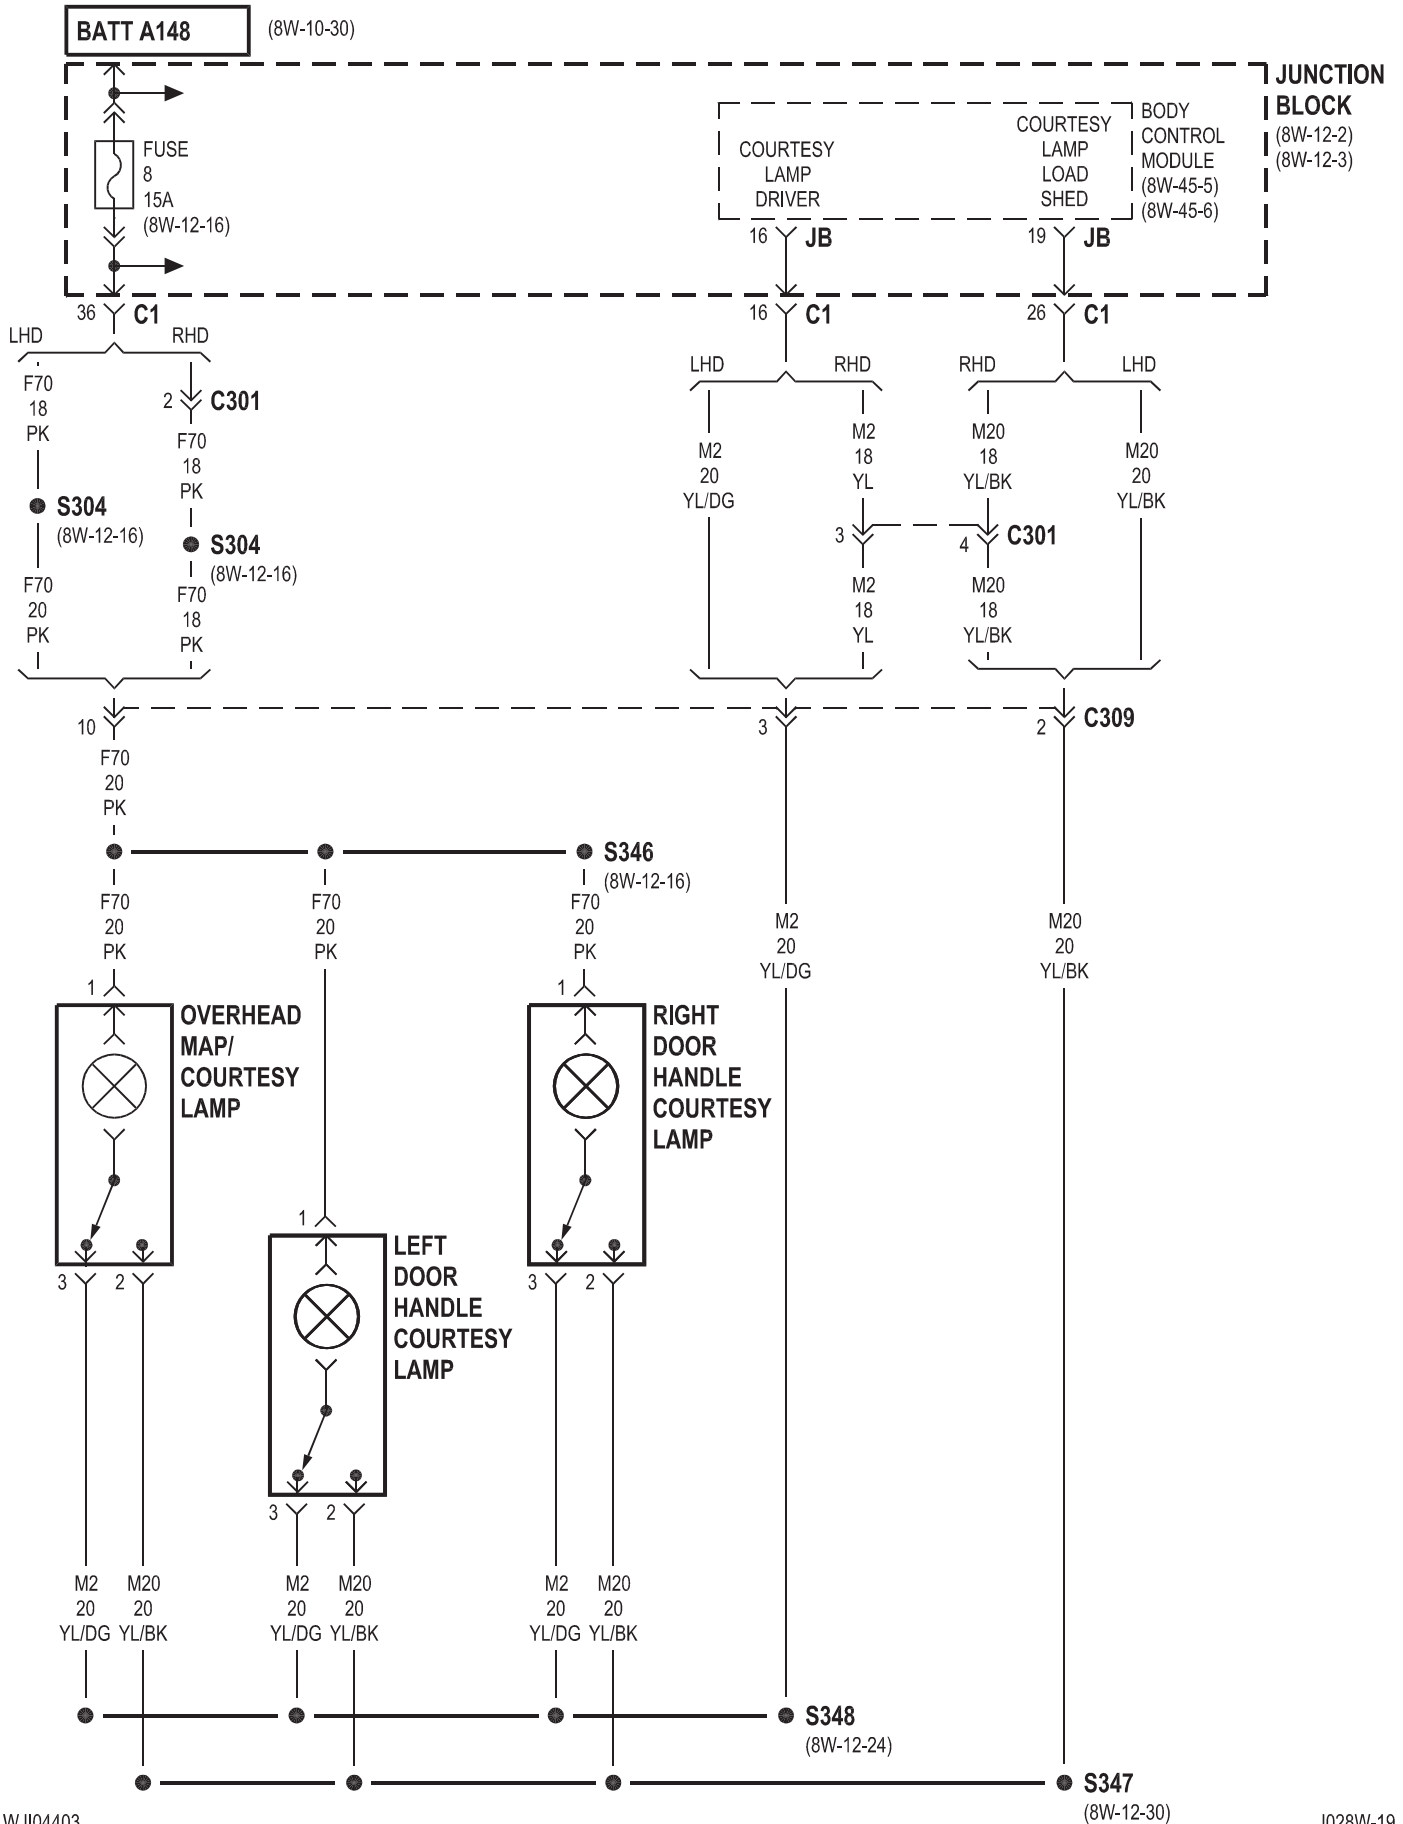 BATT A148
(8W-10-30)
JUNCTION
BLOCK
(8W-12-2)
(8W-12-3)
FUSE
8
15A
(8W-12-16)
COURTESY
LAMP
DRIVER
COURTESY
LAMP
LOAD
SHED
BODY
CONTROL
MODULE
(8W-45-5)
(8W-45-6)
16
JB
19
JB
36
C1
16
C1
26
C1
LHD
RHD
LHD
RHD
RHD
LHD
F70
18
PK
2
C301
F70
18
PK
S304
(8W-12-16)
S304
(8W-12-16)
F70
20
PK
F70
18
PK
M2
20
YL/DG
M2
18
YL
M20
18
YL/BK
M20
20
YL/BK
3
4
C301
M2
18
YL
M20
18
YL/BK
10
3
2
C309
F70
20
PK
S346
(8W-12-16)
F70
20
PK
F70
20
PK
F70
20
PK
M2
20
YL/DG
M20
20
YL/BK
1
OVERHEAD
MAP/
COURTESY
LAMP
3
2
1
LEFT
DOOR
HANDLE
COURTESY
LAMP
3
2
1
RIGHT
DOOR
HANDLE
COURTESY
LAMP
3
2
M2
20
YL/DG
M20
20
YL/BK
M2
20
YL/DG
M20
20
YL/BK
M2
20
YL/DG
M20
20
YL/BK
S348
(8W-12-24)
S347
(8W-12-30)
WJI04403
J028W-19